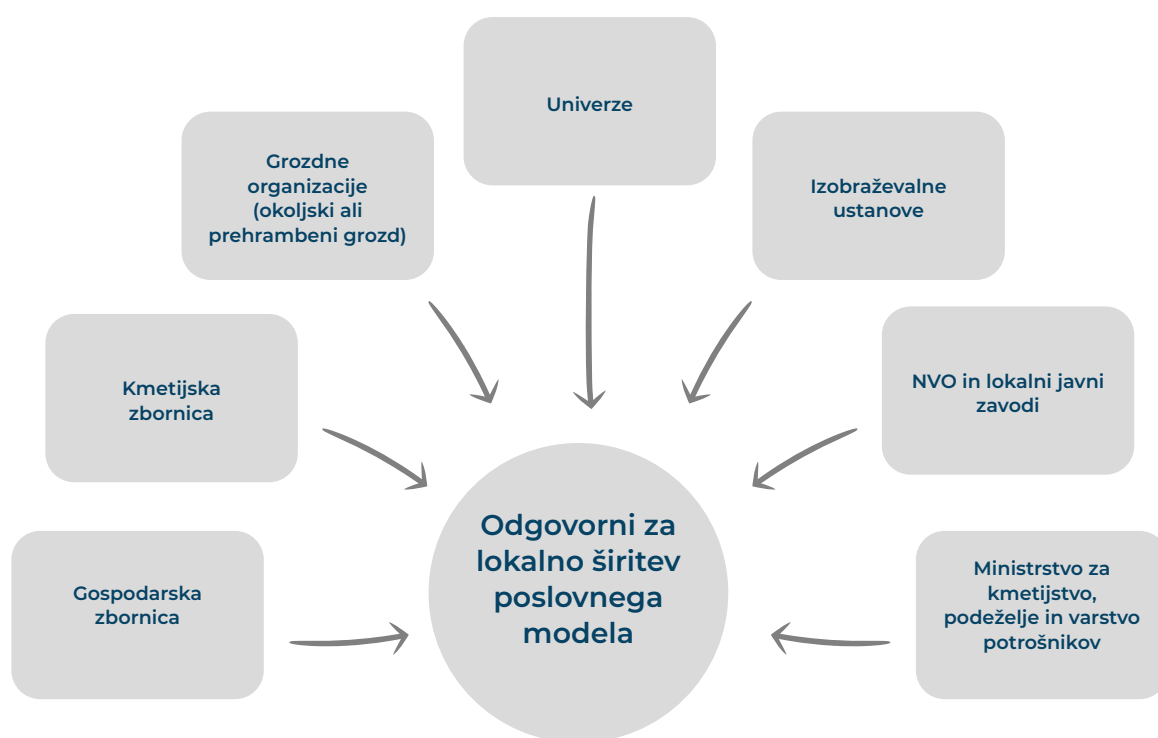 Univerze
Grozdne
organizacije
(okoljski ali
prehrambeni grozd)
Izobraževalne
ustanove
Kmetijska
zbornica
NVO in lokalni javni
zavodi
Gospodarska
zbornica
Odgovorni za
lokalno širitev
poslovnega
modela
Ministrstvo za
kmetijstvo,
podeželje in varstvo
potrošnikov